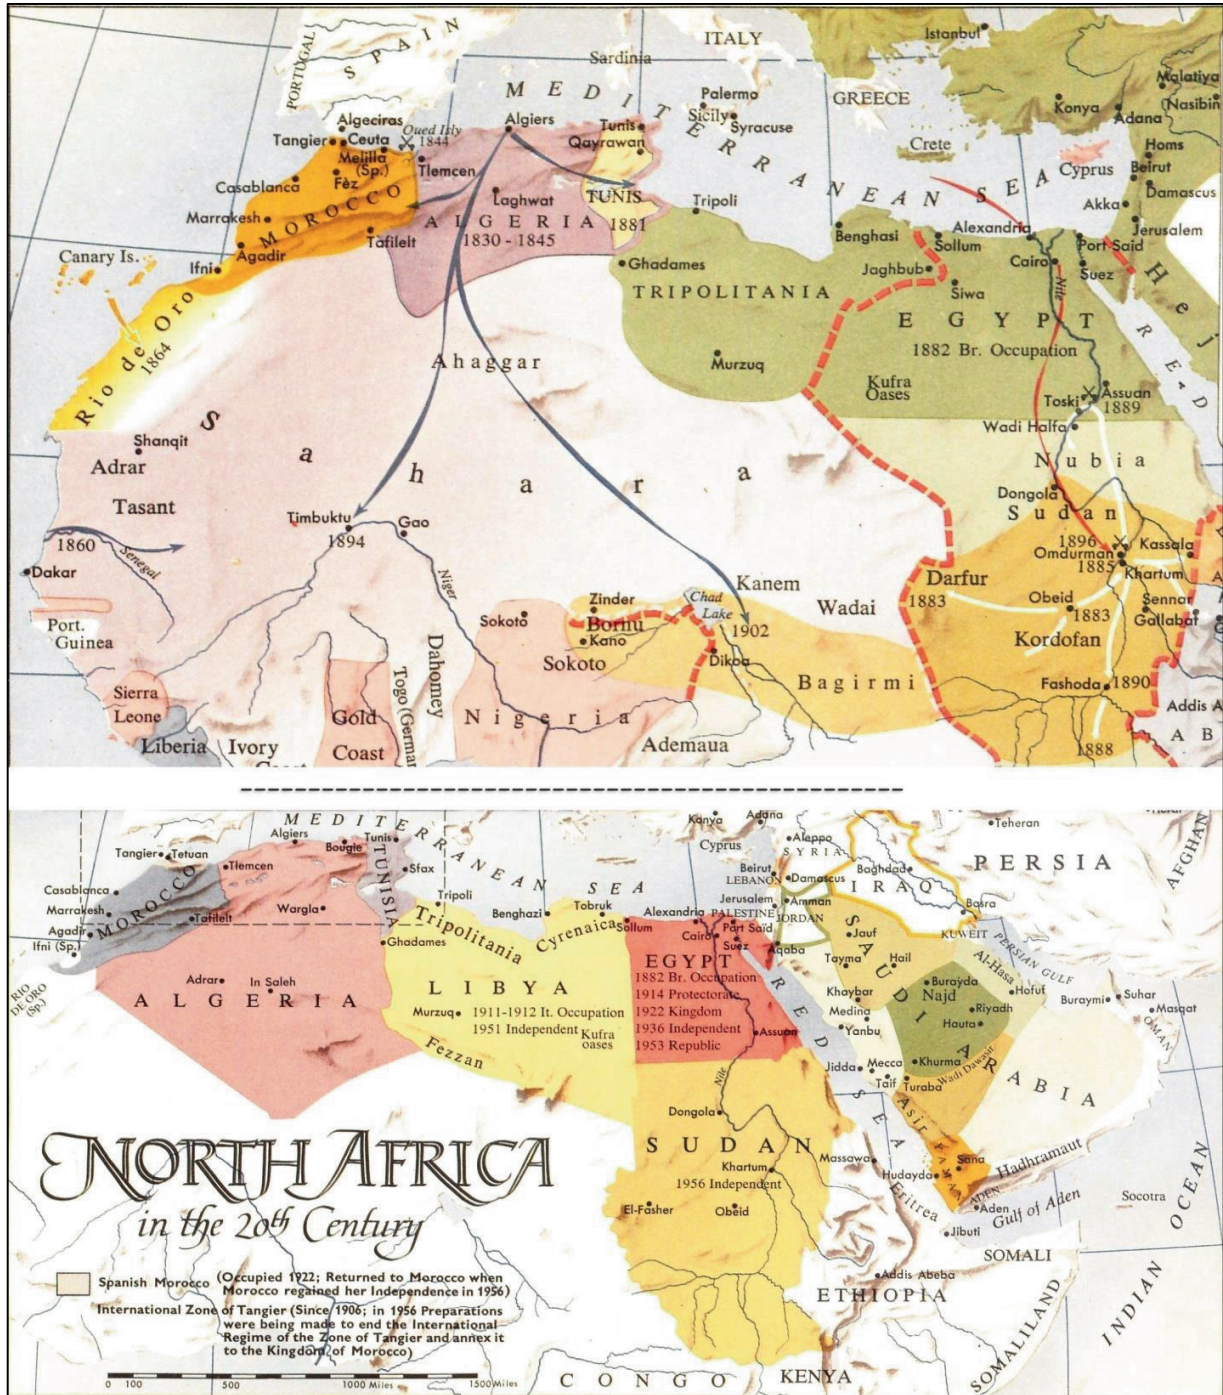 PORTUGAL
SPAIN
ITALY
Sardinia
Istanbul
MEDITERRANEAN SEA
Palermo
Sicily
Syracuse
GREECE
Crete
Konya
Adana
Malatiya
Nasibin
Cyprus
Homs
Beirut
Damascus
Akka
Jerusalem
Algeciras
Tangier
Ceuta
Oued Isly
1844
Melilla
(Sp.)
Fèz
Algiers
Tlemcen
Tunis
Qayrawan
TUNIS
1881
Casablanca
Marrakesh
MOROCCO
Agadir
Tafilelt
Laghwat
ALGERIA
1830 - 1845
Tripoli
Benghasi
Sollum
Alexandria
Port Said
Cairo
Suez
Hej
Canary Is.
Ifni
Ghadames
TRIPOLITANIA
Jaghbub
Siwa
Nile
RED
EGYPT
1882 Br. Occupation
Rio de Oro
1864
Ahaggar
Murzuq
Kufra
Oases
Toski
Assuan
1889
Wadi Halfa
Shanqit
Adrar
Sahara
Nubia
Tasant
Dongola
Sudan
Timbuktu
1894
Gao
1860
Senegal
Dakar
Niger
1896
Omdurman
1885
Kassala
Khartum
Kanem
Wadai
Darfur
1883
Obeid
1883
Sennar
Gallabat
Kordofan
Port.
Guinea
Zinder
Bornu
Kano
Chad
Lake
1902
Dikoa
Sokoto
Sokoto
Bagirmi
Fashoda
1890
Addis A
AB
1888
Sierra
Leone
Liberia
Ivory
Gold
Coast
Togo (German
Dahomey
Nigeria
Ademaua
MEDITERRANEAN SEA
Algiers
Bougie
Tunis
TUNISIA
Sfax
Tangier
Tetuan
Tlemcen
Casablanca
Marrakesh
MOROCCO
Agadir
Ifni (Sp.)
Tafilelt
Wargla
Tripoli
Tripolitania
Benghazi
Tobruk
Cyrenaica
Sollum
Alexandria
Cairo
Port Said
Suez
Konya
Adana
Cyprus
Aleppo
SYRIA
Beirut
LEBANON
Damascus
Jerusalem
Amman
PALESTINE
JORDAN
Aqaba
Baghdad
IRAQ
Basra
KUWEIT
Teheran
PERSIA
AFGHAN
PERSIAN GULF
Ghadames
RIO
DE ORO
(Sp.)
Adrar
In Saleh
ALGERIA
LIBYA
Murzuq
1911-1912 It. Occupation
1951 Independent
Kufra
oases
Fezzan
EGYPT
1882 Br. Occupation
1914 Protectorate
1922 Kingdom
1936 Independent
1953 Republic
Assuan
Nile
RED SEA
SAUDI ARABIA
Jauf
Tayma
Hail
Al-Hasa
Hofuf
Burayda
Najd
Riyadh
Hauta
Khaybar
Medina
Yanbu
Buraymi
Suhar
Masqat
OMAN
Jidda
Mecca
Taif
Khurma
Turaba
Wadi Dawasir
Asir
YAMAN
Sana
Hudayda
ADEN
Aden
Hadhramaut
Gulf of Aden
Socotra
INDIAN OCEAN
Dongola
SUDAN
Khartum
1956 Independent
El-Fasher
Obeid
Massawa
Eritrea
Jibuti
SOMALI
SOMALILAND
Addis Abeba
ETHIOPIA
KENYA
CONGO
NORTH AFRICA
in the 20th Century
Spanish Morocco (Occupied 1922; Returned to Morocco when
Morocco regained her Independence in 1956)
International Zone of Tangier (Since 1906; in 1956 Preparations
were being made to end the International
Regime of the Zone of Tangier and annex it
to the Kingdom of Morocco)
0 100 500 1000 Miles 1500 Miles